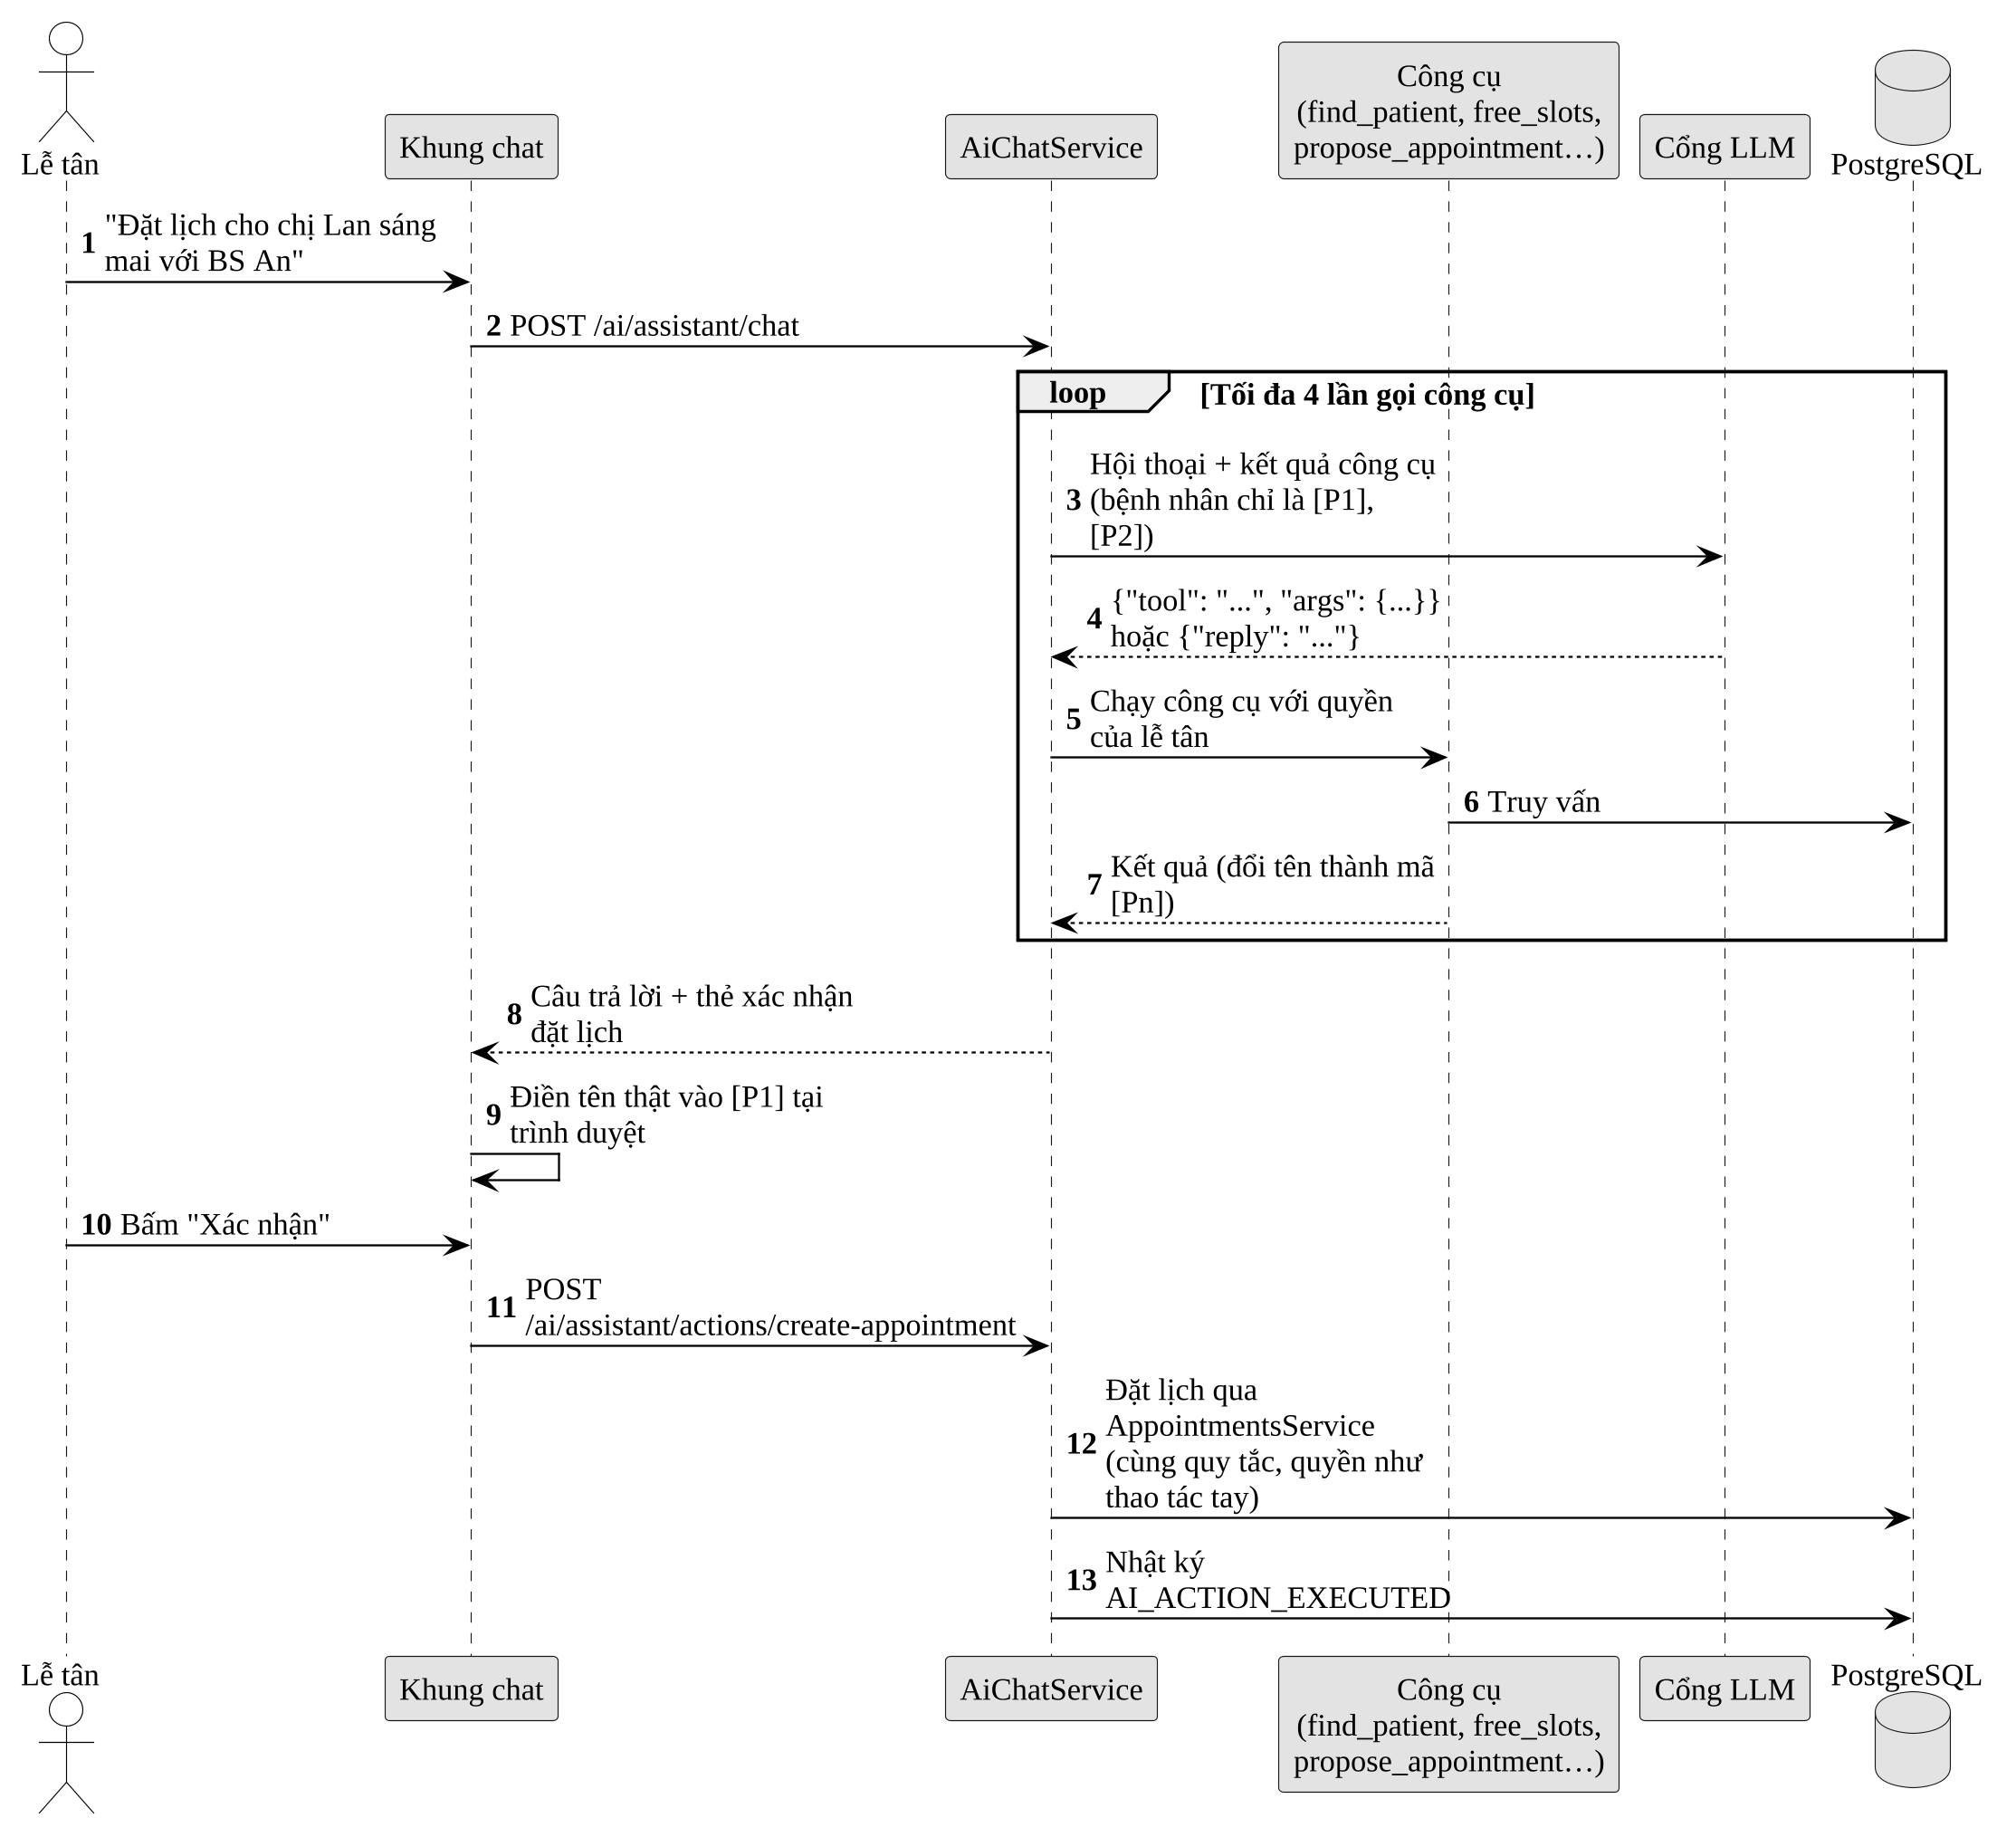 Lễ tân
Khung chat
AiChatService
Công cụ
(find_patient, free_slots,
propose_appointment…)
Cổng LLM
PostgreSQL
1 "Đặt lịch cho chị Lan sáng
mai với BS An"
2 POST /ai/assistant/chat
loop [Tối đa 4 lần gọi công cụ]
3 Hội thoại + kết quả công cụ
(bệnh nhân chỉ là [P1],
[P2])
4 {"tool": "...", "args": {...}}
hoặc {"reply": "..."}
5 Chạy công cụ với quyền
của lễ tân
6 Truy vấn
7 Kết quả (đổi tên thành mã
[Pn])
8 Câu trả lời + thẻ xác nhận
đặt lịch
9 Điền tên thật vào [P1] tại
trình duyệt
10 Bấm "Xác nhận"
11 POST
/ai/assistant/actions/create-appointment
12 Đặt lịch qua
AppointmentsService
(cùng quy tắc, quyền như
thao tác tay)
13 Nhật ký
AI_ACTION_EXECUTED
Lễ tân
Khung chat
AiChatService
Công cụ
(find_patient, free_slots,
propose_appointment…)
Cổng LLM
PostgreSQL